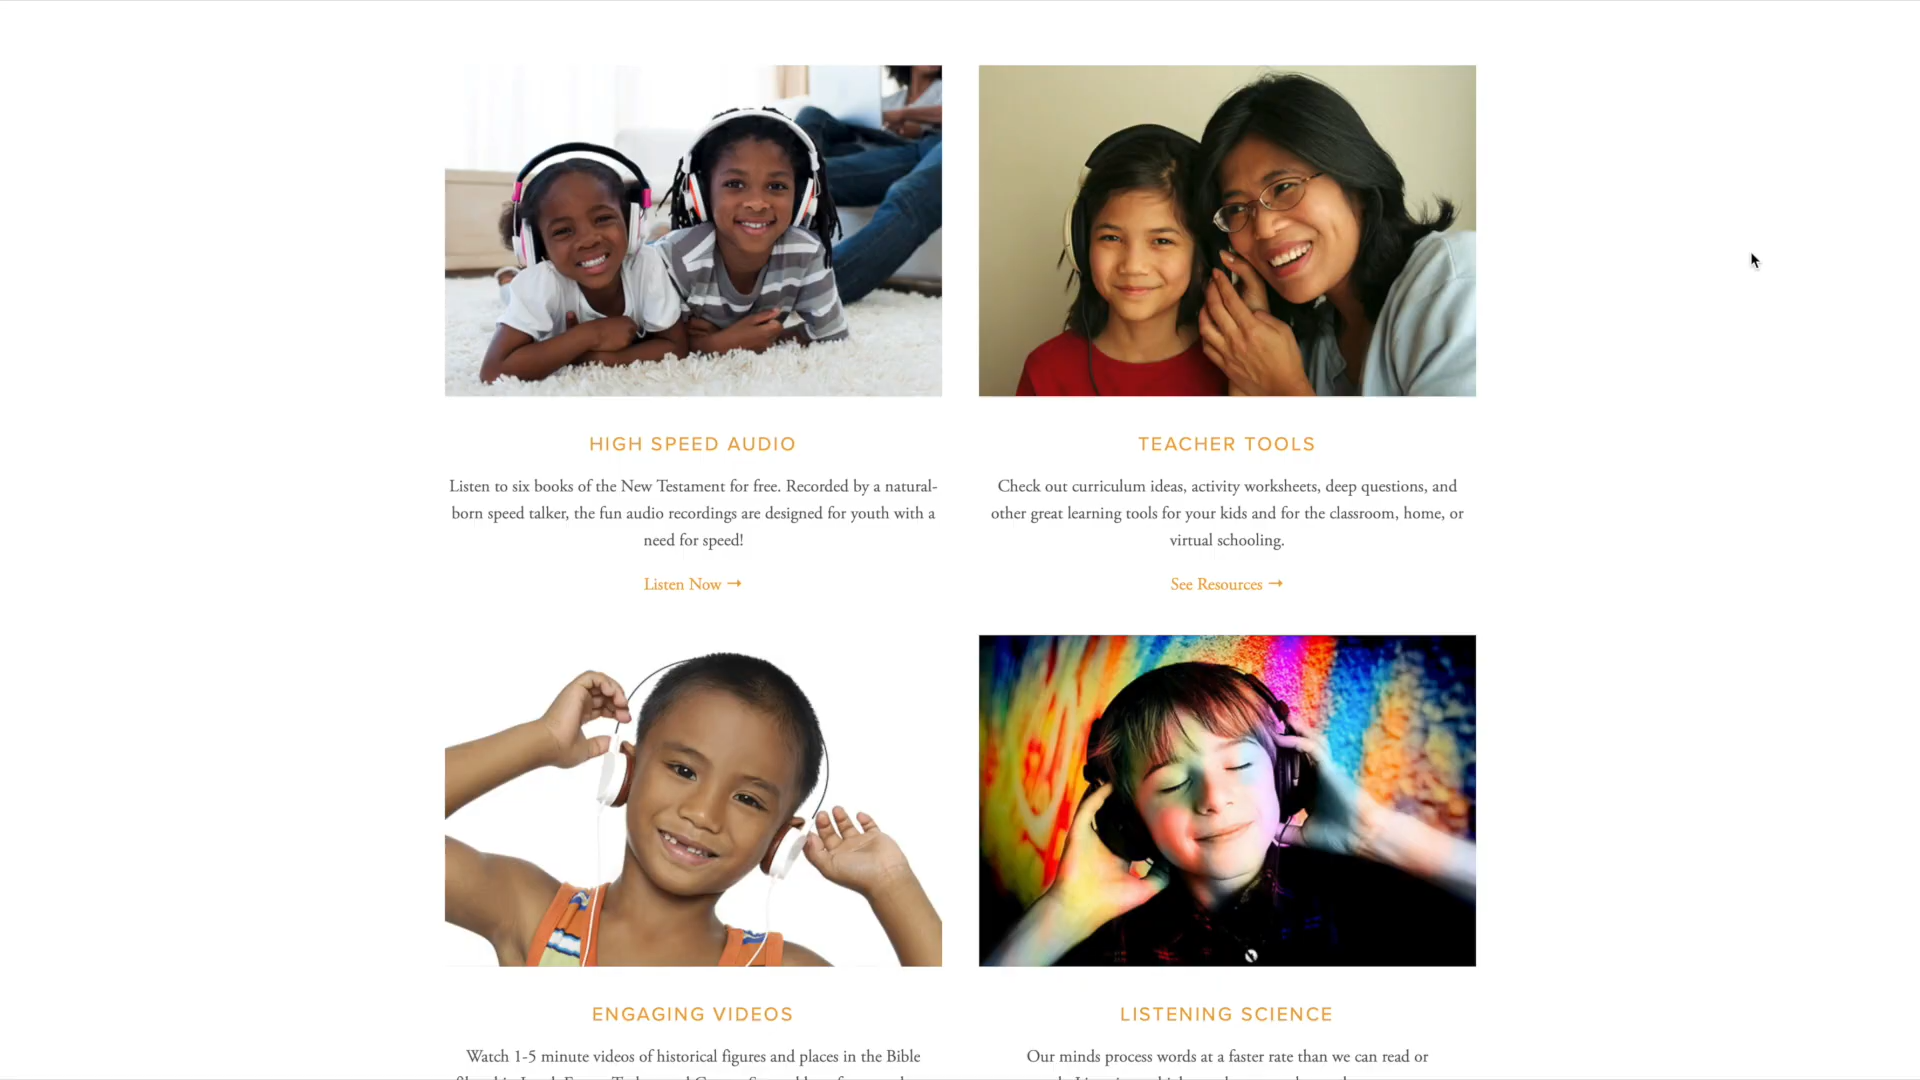 HIGH SPEED AUDIO
Listen to six books of the New Testament for free. Recorded by a natural-
born speed talker, the fun audio recordings are designed for youth with a
need for speed!
Listen Now →
TEACHER TOOLS
Check out curriculum ideas, activity worksheets, deep questions, and
other great learning tools for your kids and for the classroom, home, or
virtual schooling.
See Resources →
ENGAGING VIDEOS
Watch 1-5 minute videos of historical figures and places in the Bible
LISTENING SCIENCE
Our minds process words at a faster rate than we can read or